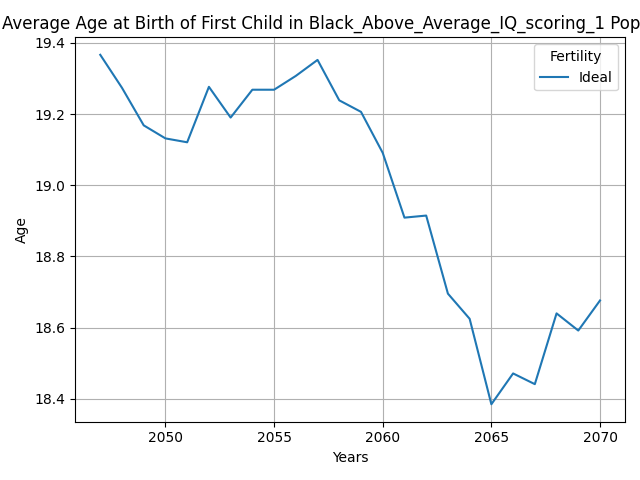 Average Age at Birth of First Child in Black_Above_Average_IQ_scoring_1 Pop
Fertility
Ideal
19.4
19.2
19.0
18.8
18.6
18.4
Age
2050 2055 2060 2065 2070
Years